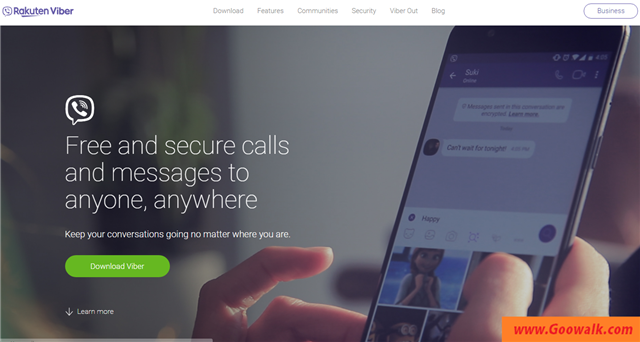 Rakuten Viber
Download Features Communities Security Viber Out Blog Business
Suki
Online
Messages sent in this conversation are
encrypted. Learn more.
Today
Can't wait for tonight!
Happy
Free and secure calls
and messages to
anyone, anywhere
Keep your conversations going no matter where you are.
Download Viber
Learn more
www.Goowalk.com